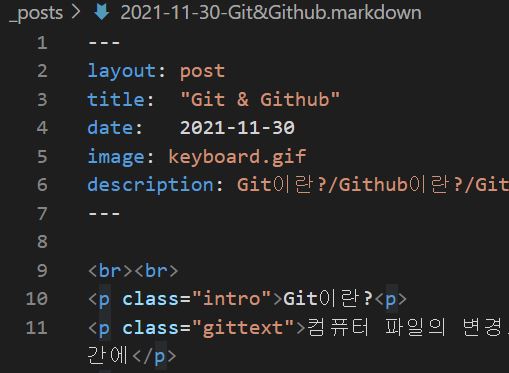 _posts > 2021-11-30-Git&Github.markdown
1 ---
2 layout: post
3 title:  "Git & Github"
4 date:   2021-11-30
5 image: keyboard.gif
6 description: Git이란?/Github이란?/Git
7 ---
8
9 <br><br>
10 <p class="intro">Git이란?<p>
11 <p class="gittext">컴퓨터 파일의 변경
간에</p>